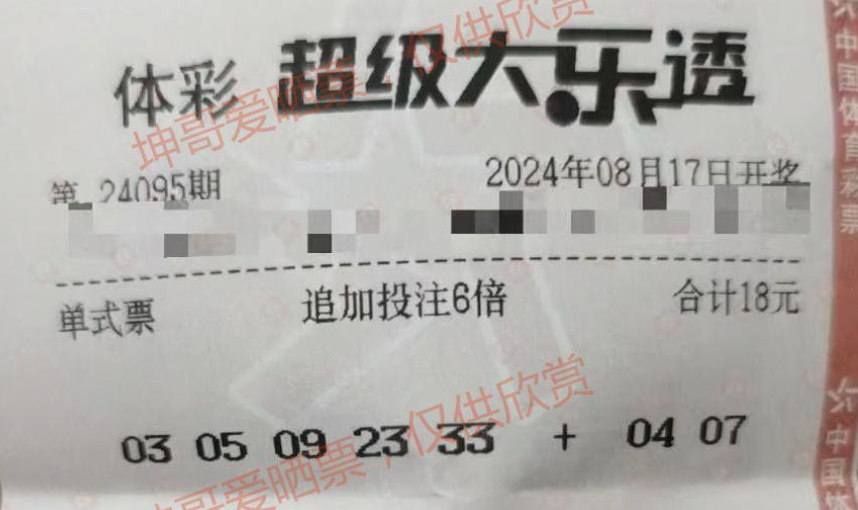 体彩 超级大乐透
坤哥爱晒票,仅供欣赏
第 24095期 2024年08月17日开奖
单式票 追加投注6倍 合计18元
03 05 09 23 33 + 04 07
坤哥爱晒票,仅供欣赏
中国体育彩票
中国体